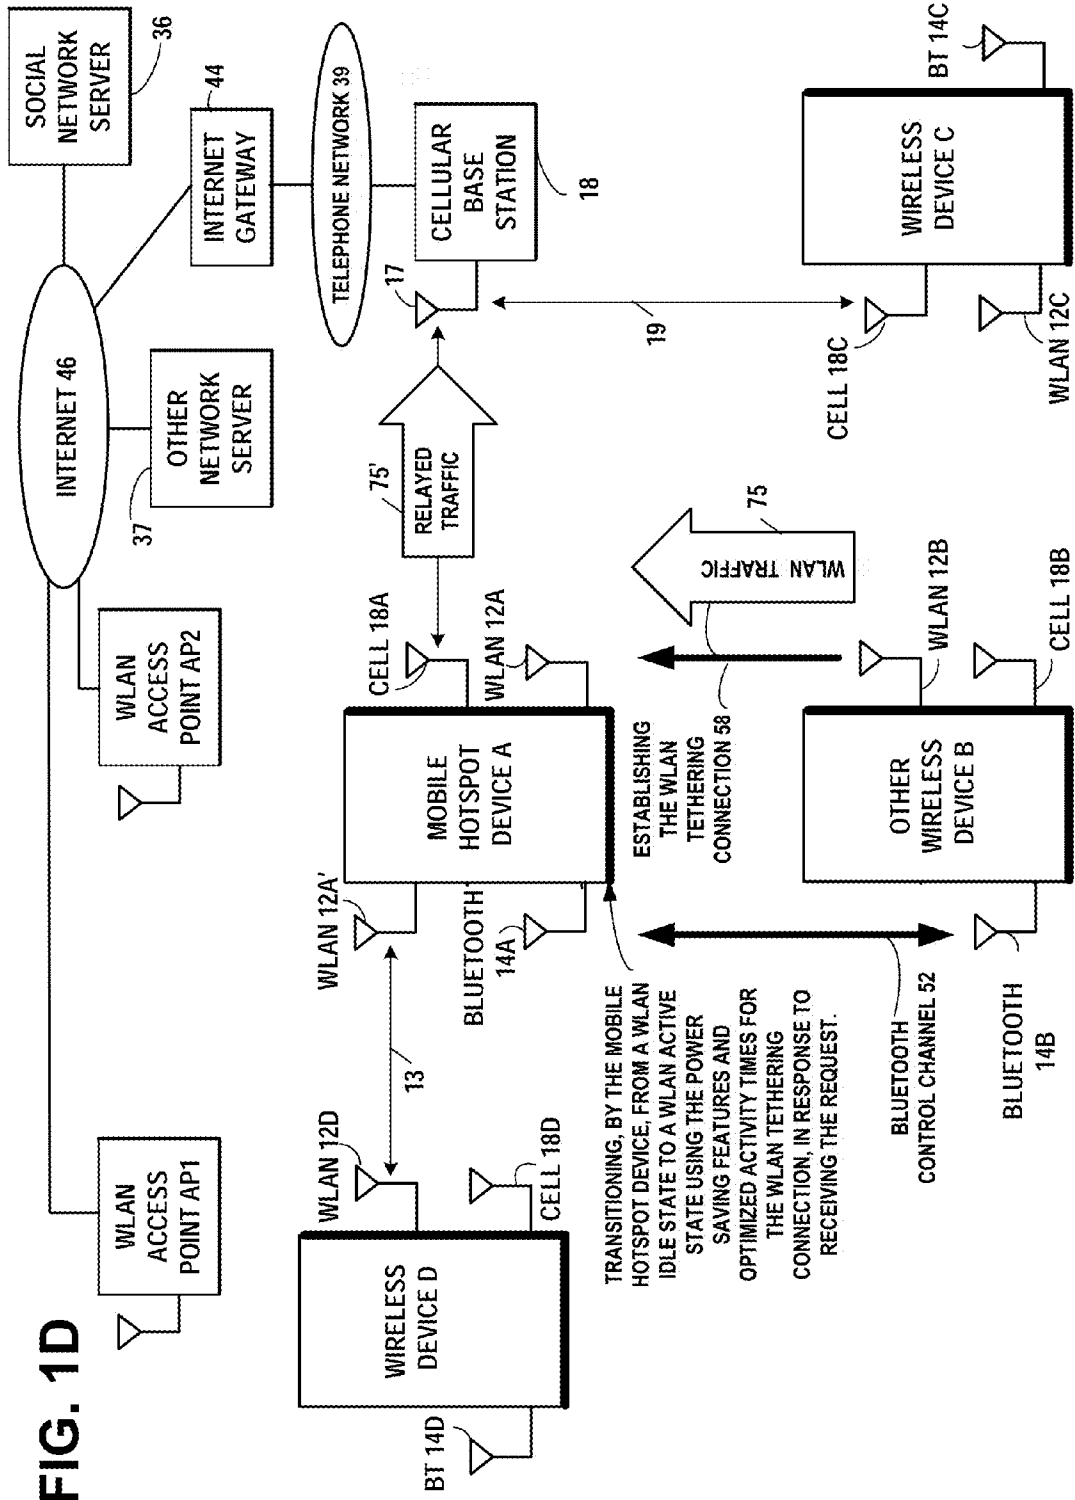 FIG. 1D
WLAN
ACCESS
POINT AP1
WLAN
ACCESS
POINT AP2
INTERNET 46
SOCIAL
NETWORK
SERVER
36
37
OTHER
NETWORK
SERVER
INTERNET
GATEWAY
44
TELEPHONE NETWORK 39
CELLULAR
BASE
STATION
18
17
BT 14D
WIRELESS
DEVICE D
WLAN 12D
CELL 18D
13
WLAN 12A'
BLUETOOTH
14A
MOBILE
HOTSPOT
DEVICE A
CELL 18A
WLAN 12A
75'
RELAYED
TRAFFIC
19
TRANSITIONING, BY THE MOBILE
HOTSPOT DEVICE, FROM A WLAN
IDLE STATE TO A WLAN ACTIVE
STATE USING THE POWER
SAVING FEATURES AND
OPTIMIZED ACTIVITY TIMES FOR
THE WLAN TETHERING
CONNECTION, IN RESPONSE TO
RECEIVING THE REQUEST.
ESTABLISHING
THE WLAN
TETHERING
CONNECTION 58
WLAN TRAFFIC
75
BLUETOOTH
CONTROL CHANNEL 52
BLUETOOTH
14B
OTHER
WIRELESS
DEVICE B
WLAN 12B
CELL 18B
CELL 18C
WLAN 12C
WIRELESS
DEVICE C
BT 14C